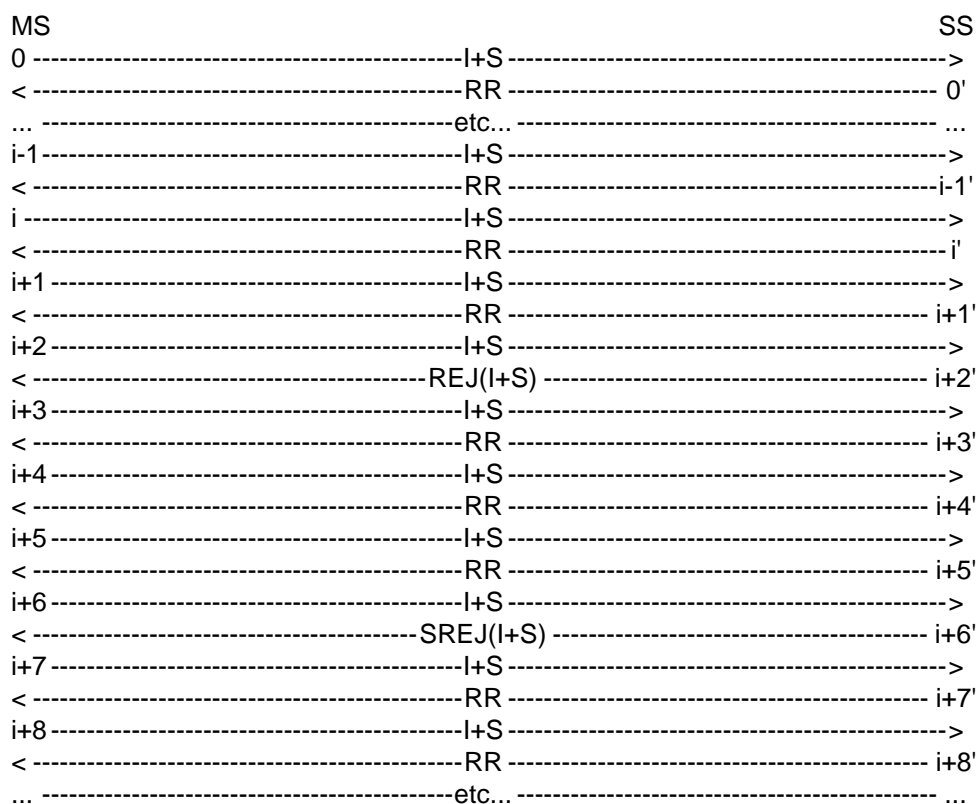 MS SS
0 -----------------------------------------------I+S ------------------------------------------------>
< -----------------------------------------------RR ----------------------------------------------- 0'
... ---------------------------------------------etc... ---------------------------------------------- ...
i-1----------------------------------------------I+S ------------------------------------------------>
< -----------------------------------------------RR -----------------------------------------------i-1'
i ------------------------------------------------I+S ------------------------------------------------>
< -----------------------------------------------RR ------------------------------------------------ i'
i+1 ---------------------------------------------I+S ------------------------------------------------>
< -----------------------------------------------RR ---------------------------------------------- i+1'
i+2 ---------------------------------------------I+S ------------------------------------------------>
< -------------------------------------------REJ(I+S) ------------------------------------------ i+2'
i+3 ---------------------------------------------I+S ------------------------------------------------>
< -----------------------------------------------RR ---------------------------------------------- i+3'
i+4 ---------------------------------------------I+S ------------------------------------------------>
< -----------------------------------------------RR ---------------------------------------------- i+4'
i+5 ---------------------------------------------I+S ------------------------------------------------>
< -----------------------------------------------RR ---------------------------------------------- i+5'
i+6 ---------------------------------------------I+S ------------------------------------------------>
< ------------------------------------------SREJ(I+S) ----------------------------------------- i+6'
i+7 ---------------------------------------------I+S ------------------------------------------------>
< -----------------------------------------------RR ---------------------------------------------- i+7'
i+8 ---------------------------------------------I+S ------------------------------------------------>
< -----------------------------------------------RR ---------------------------------------------- i+8'
... ---------------------------------------------etc... ---------------------------------------------- ...